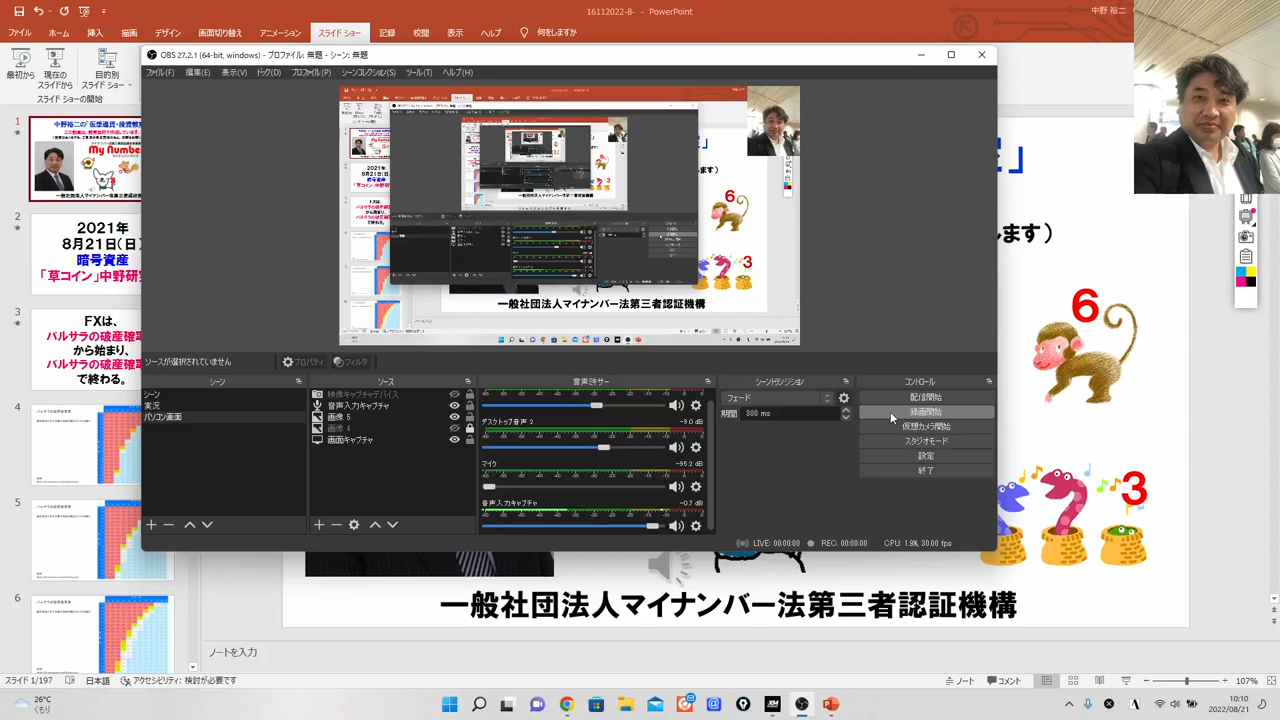 16112022-8- - PowerPoint
中野 裕二
ファイル ホーム 挿入 画面切り替え アニメーション スライド ショー 記録 校閲 表示 ヘルプ 何をしますか
最初から
現在の
スライドから
目的別
スライド ショー
スライド ショーの開始
OBS 27.2.1 (64-bit, windows) - プロファイル: 無題 - シーン: 無題
ファイル(F) 編集(E) 表示(V) ドック(D) プロファイル(P) シーンコレクション(S) ツール(T) ヘルプ(H)
1
My Number
2
2021年
8月21日(日)
暗号資産
3
FXは、
バルサラの破産確率
から始まり、
バルサラの破産確率
で終わる。
5
6
一般社団法人マイナンバー法第三者認証機構
6
3
ソースが選択されていません
プロパティ
フィルタ
シーン
シーン
実況
パソコン画面
ソース
映像キャプチャデバイス
音声入力キャプチャ
画像 5
画像 4
画面キャプチャ
音声ミキサー
デスクトップ音声 2 -9.0 dB
マイク -95.2 dB
音声入力キャプチャ -0.7 dB
シーントランジション
フェード
期間 300 ms
コントロール
配信開始
録画開始
仮想カメラ開始
スタジオモード
設定
終了
LIVE: 00:00:00 REC: 00:00:00 CPU: 1.9%, 30.00 fps
します）
」
6
3
一般社団法人マイナンバー法第三者認証機構
ノートを入力
スライド 1/197 日本語 アクセシビリティ: 検討が必要です
ノート コメント 107%
26°C
くもり
10:10
2022/08/21